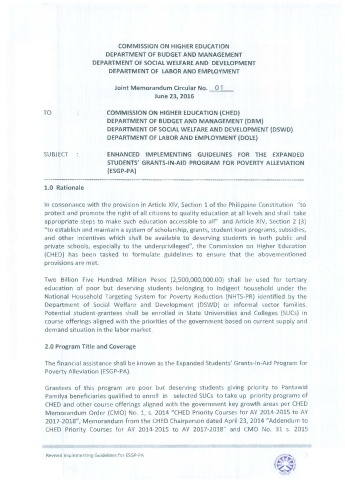 COMMISSION ON HIGHER EDUCATION
DEPARTMENT OF BUDGET AND MANAGEMENT
DEPARTMENT OF SOCIAL WELFARE AND DEVELOPMENT
DEPARTMENT OF LABOR AND EMPLOYMENT
Joint Memorandum Circular No. 01
June 23, 2016
TO : COMMISSION ON HIGHER EDUCATION (CHED)
DEPARTMENT OF BUDGET AND MANAGEMENT (DBM)
DEPARTMENT OF SOCIAL WELFARE AND DEVELOPMENT (DSWD)
DEPARTMENT OF LABOR AND EMPLOYMENT (DOLE)
SUBJECT : ENHANCED IMPLEMENTING GUIDELINES FOR THE EXPANDED
STUDENTS' GRANTS-IN-AID PROGRAM FOR POVERTY ALLEVIATION
(ESGP-PA)
1.0 Rationale
In consonance with the provision in Article XIV, Section 1 of the Philippine Constitution "to
protect and promote the right of all citizens to quality education at all levels and shall take
appropriate steps to make such education accessible to all" and Article XIV, Section 2 (3)
"to establish and maintain a system of scholarship, grants, student loan programs, subsidies,
and other incentives which shall be available to deserving students in both public and
private schools, especially to the underprivileged", the Commission on Higher Education
(CHED) has been tasked to formulate guidelines to ensure that the abovementioned
provisions are met.
Two Billion Five Hundred Million Pesos (2,500,000,000.00) shall be used for tertiary
education of poor but deserving students belonging to indigent household under the
National Household Targeting System for Poverty Reduction (NHTS-PR) identified by the
Department of Social Welfare and Development (DSWD) or informal sector families.
Potential student-grantees shall be enrolled in State Universities and Colleges (SUCs) in
course offerings aligned with the priorities of the government based on current supply and
demand situation in the labor market.
2.0 Program Title and Coverage
The financial assistance shall be known as the Expanded Students' Grants-in-Aid Program for
Poverty Alleviation (ESGP-PA).
Grantees of this program are poor but deserving students giving priority to Pantawid
Pamilya beneficiaries qualified to enroll in selected SUCs to take up priority programs of
CHED and other course offerings aligned with the government key growth areas per CHED
Memorandum Order (CMO) No. 1, s. 2014 "CHED Priority Courses for AY 2014-2015 to AY
2017-2018", Memorandum from the CHED Chairperson dated April 23, 2014 "Addendum to
CHED Priority Courses for AY 2014-2015 to AY 2017-2018" and CMO No. 31 s. 2015
Revised Implementing Guidelines for ESGP-PA